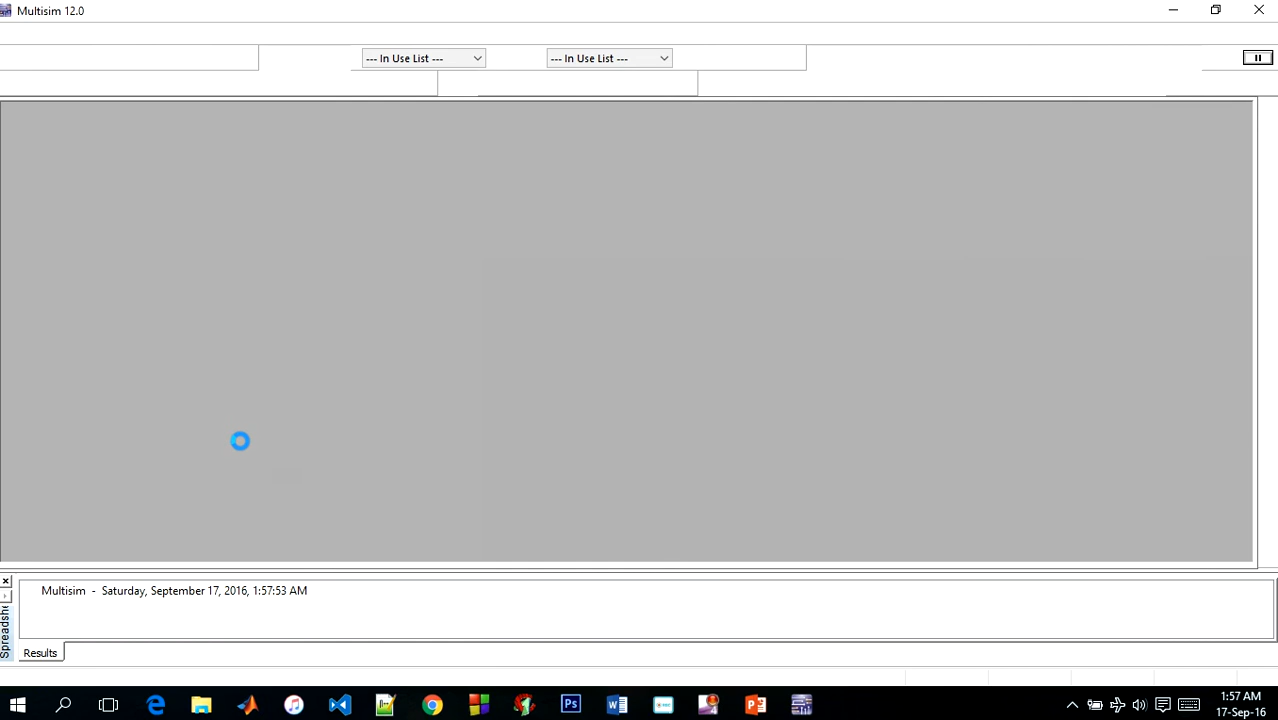 Multisim 12.0
--- In Use List --- --- In Use List ---
Multisim - Saturday, September 17, 2016, 1:57:53 AM
Spreadshe
Results
1:57 AM
17-Sep-16